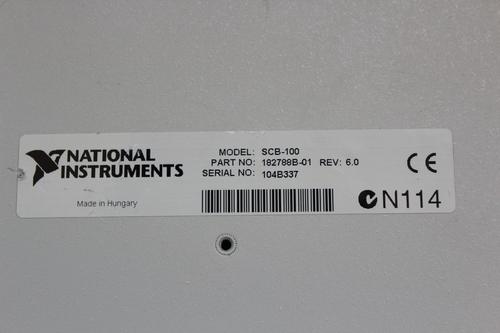 NATIONAL
INSTRUMENTS
Made in Hungary
MODEL: SCB-100
PART NO: 182788B-01 REV: 6.0
SERIAL NO: 104B337
CE
N114